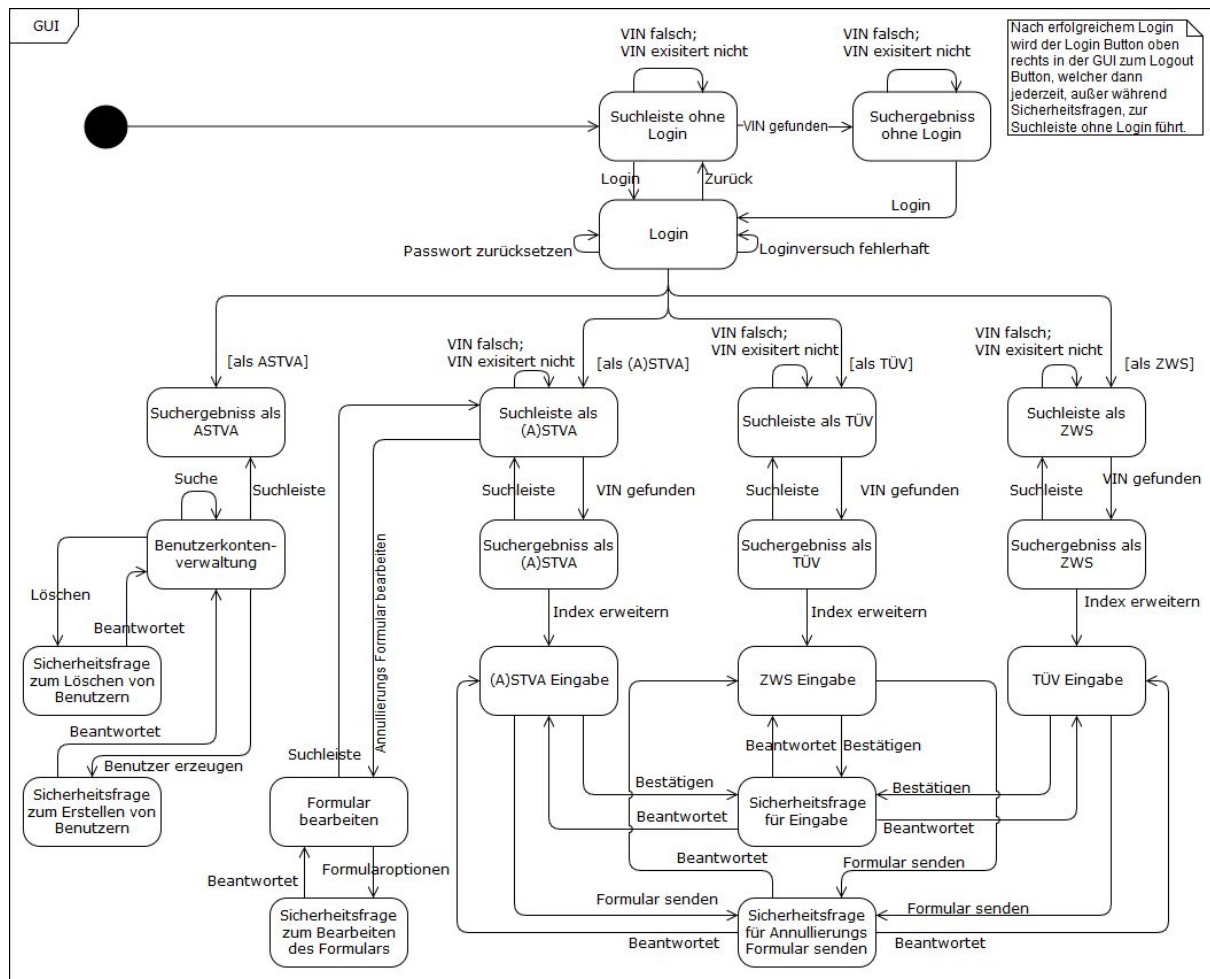 GUI
Nach erfolgreichem Login
wird der Login Button oben
rechts in der GUI zum Logout
Button, welcher dann
jederzeit, außer während
Sicherheitsfragen, zur
Suchleiste ohne Login führt.
VIN falsch;
VIN exisitert nicht
VIN falsch;
VIN exisitert nicht
Suchleiste ohne
Login
VIN gefunden
Suchergebniss
ohne Login
Login
Zurück
Login
Login
Passwort zurücksetzen
Loginversuch fehlerhaft
[als ASTVA]
VIN falsch;
VIN exisitert nicht
[als (A)STVA]
VIN falsch;
VIN exisitert nicht
[als TÜV]
VIN falsch;
VIN exisitert nicht
[als ZWS]
Suchergebniss als
ASTVA
Suchleiste als
(A)STVA
Suchleiste als TÜV
Suchleiste als
ZWS
Suche
Suchleiste
Suchleiste
VIN gefunden
Suchleiste
VIN gefunden
Suchleiste
VIN gefunden
Benutzerkonten-
verwaltung
Suchergebniss als
(A)STVA
Suchergebniss als
TÜV
Suchergebniss als
ZWS
Löschen
Beantwortet
Annullierungs Formular bearbeiten
Index erweitern
Index erweitern
Index erweitern
Sicherheitsfrage
zum Löschen von
Benutzern
(A)STVA Eingabe
ZWS Eingabe
TÜV Eingabe
Beantwortet
Benutzer erzeugen
Suchleiste
Beantwortet
Bestätigen
Bestätigen
Bestätigen
Sicherheitsfrage
zum Erstellen von
Benutzern
Formular
bearbeiten
Sicherheitsfrage
für Eingabe
Beantwortet
Beantwortet
Beantwortet
Formularoptionen
Beantwortet
Formular senden
Formular senden
Formular senden
Sicherheitsfrage
zum Bearbeiten
des Formulars
Sicherheitsfrage
für Annullierungs
Formular senden
Beantwortet
Beantwortet